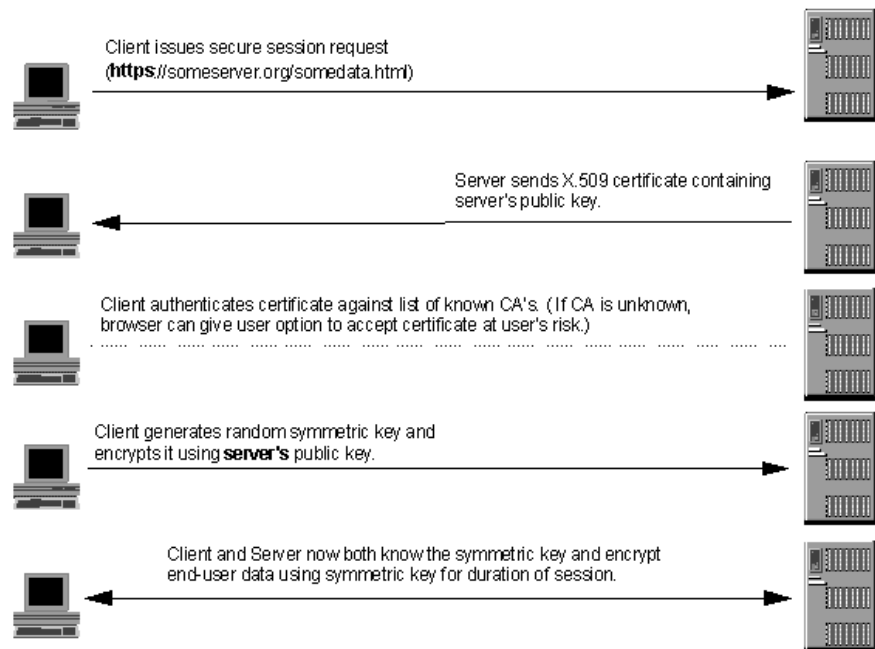 Client issues secure session request
(https://someserver.org/somedata.html)
Server sends X.509 certificate containing
server's public key.
Client authenticates certificate against list of known CA's. (If CA is unknown,
browser can give user option to accept certificate at user's risk.)
Client generates random symmetric key and
encrypts it using server's public key.
Client and Server now both know the symmetric key and encrypt
end-user data using symmetric key for duration of session.